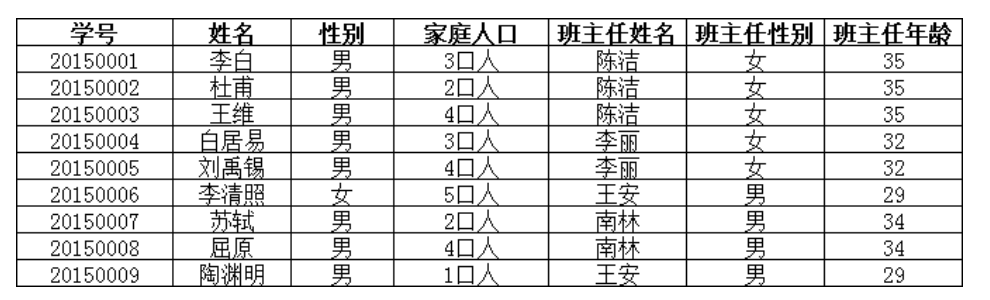 学号 姓名 性别 家庭人口 班主任姓名 班主任性别 班主任年龄
20150001 李白 男 3口人 陈洁 女 35
20150002 杜甫 男 2口人 陈洁 女 35
20150003 王维 男 4口人 陈洁 女 35
20150004 白居易 男 3口人 李丽 女 32
20150005 刘禹锡 男 4口人 李丽 女 32
20150006 李清照 女 5口人 王安 男 29
20150007 苏轼 男 2口人 南林 男 34
20150008 屈原 男 4口人 南林 男 34
20150009 陶渊明 男 1口人 王安 男 29